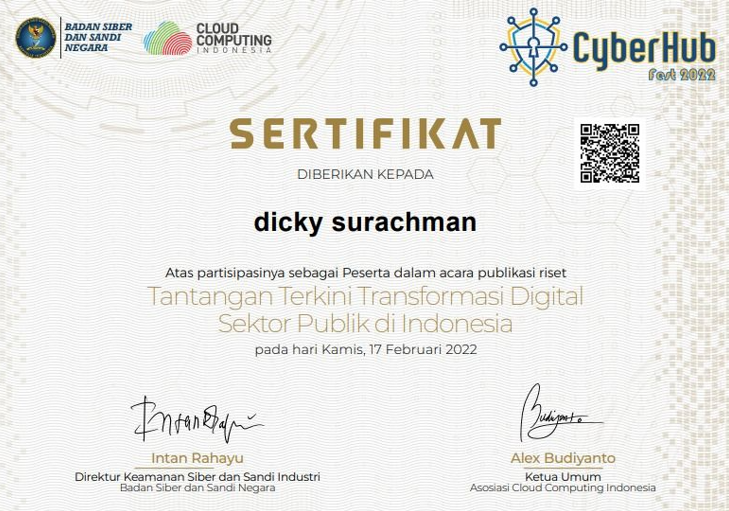 BADAN SIBER
DAN SANDI
NEGARA
CLOUD
COMPUTING
INDONESIA
CyberHub
Fest 2022
SERTIFIKAT
DIBERIKAN KEPADA
dicky surachman
Atas partisipasinya sebagai Peserta dalam acara publikasi riset
Tantangan Terkini Transformasi Digital
Sektor Publik di Indonesia
pada hari Kamis, 17 Februari 2022
Intan Rahayu
Direktur Keamanan Siber dan Sandi Industri
Badan Siber dan Sandi Negara
Alex Budiyanto
Ketua Umum
Asosiasi Cloud Computing Indonesia